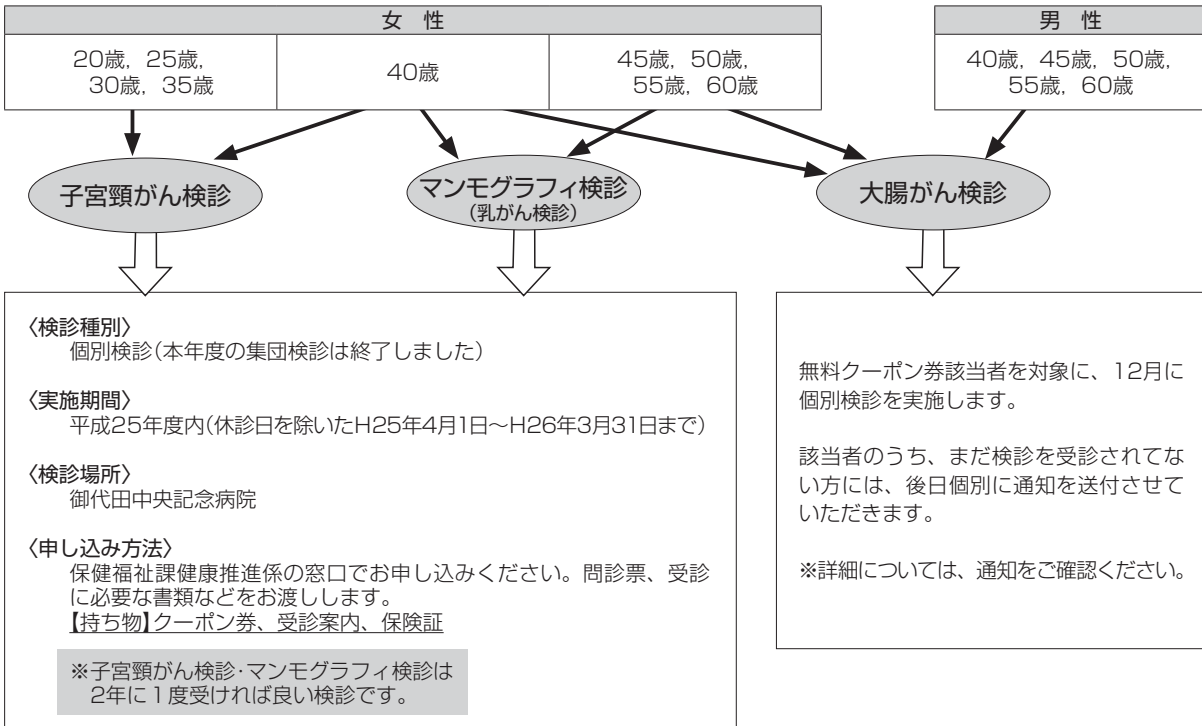 女 性
男 性
20歳，25歳，
30歳，35歳
40歳
45歳，50歳，
55歳，60歳
40歳，45歳，50歳，
55歳，60歳
子宮頸がん検診
マンモグラフィ検診
（乳がん検診）
大腸がん検診
〈検診種別〉
個別検診（本年度の集団検診は終了しました）
〈実施期間〉
平成25年度内（休診日を除いたH25年4月1日〜H26年3月31日まで）
〈検診場所〉
御代田中央記念病院
〈申し込み方法〉
保健福祉課健康推進係の窓口でお申し込みください。問診票、受診
に必要な書類などをお渡しします。
【持ち物】クーポン券、受診案内、保険証
※子宮頸がん検診・マンモグラフィ検診は
2年に１度受ければ良い検診です。
無料クーポン券該当者を対象に、12月に
個別検診を実施します。
該当者のうち、まだ検診を受診されてな
い方には、後日個別に通知を送付させて
いただきます。
※詳細については、通知をご確認ください。